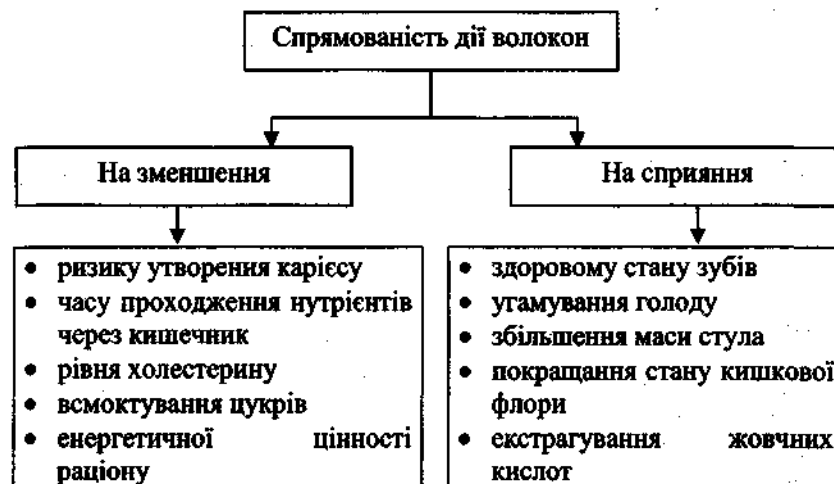 Спрямованість дії волокон
На зменшення
На сприяння
• ризику утворення карієсу
• часу проходження нутрієнтів
через кишечник
• рівня холестерину
• всмоктування цукрів
• енергетичної цінності
раціону
• здоровому стану зубів
• угамування голоду
• збільшення маси стула
• покращання стану кишкової
флори
• екстрагування жовчних
кислот